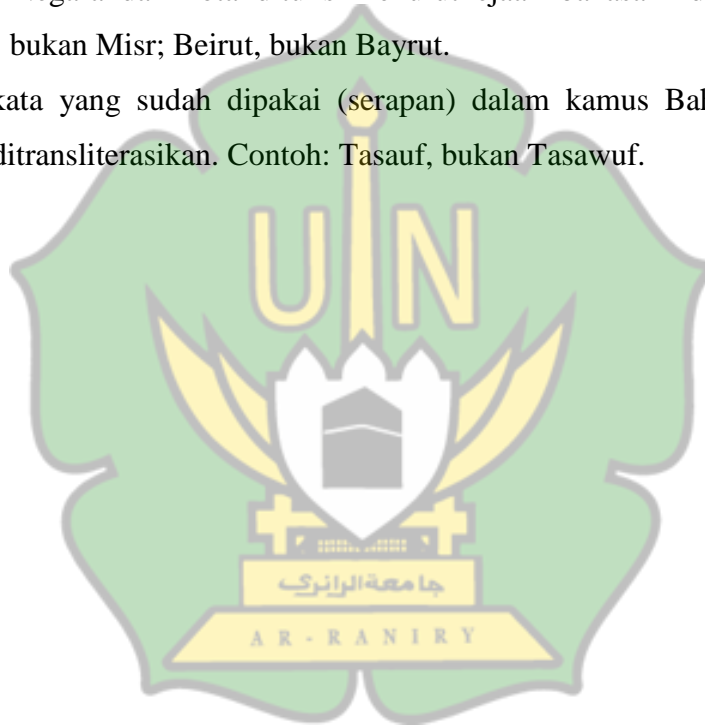 bukan Misr; Beirut, bukan Bayrut.
kata yang sudah dipakai (serapan) dalam kamus
ditransliterasikan. Contoh: Tasauf, bukan Tasawuf.
UIN
جامعة الرانري
AR-RANIRY